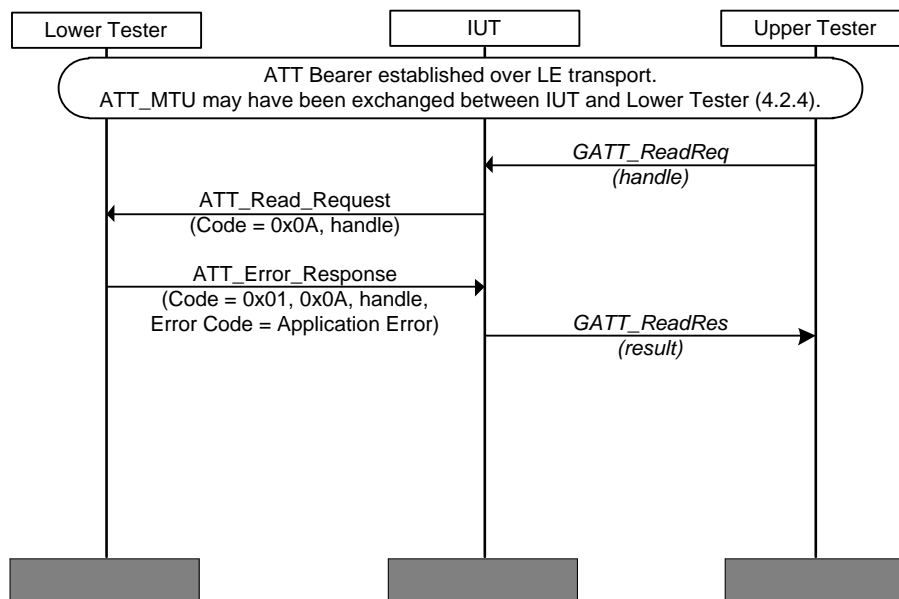 Lower Tester
IUT
Upper Tester
ATT Bearer established over LE transport.
ATT_MTU may have been exchanged between IUT and Lower Tester (4.2.4).
GATT_ReadReq
(handle)
ATT_Read_Request
(Code = 0x0A, handle)
ATT_Error_Response
(Code = 0x01, 0x0A, handle,
Error Code = Application Error)
GATT_ReadRes
(result)